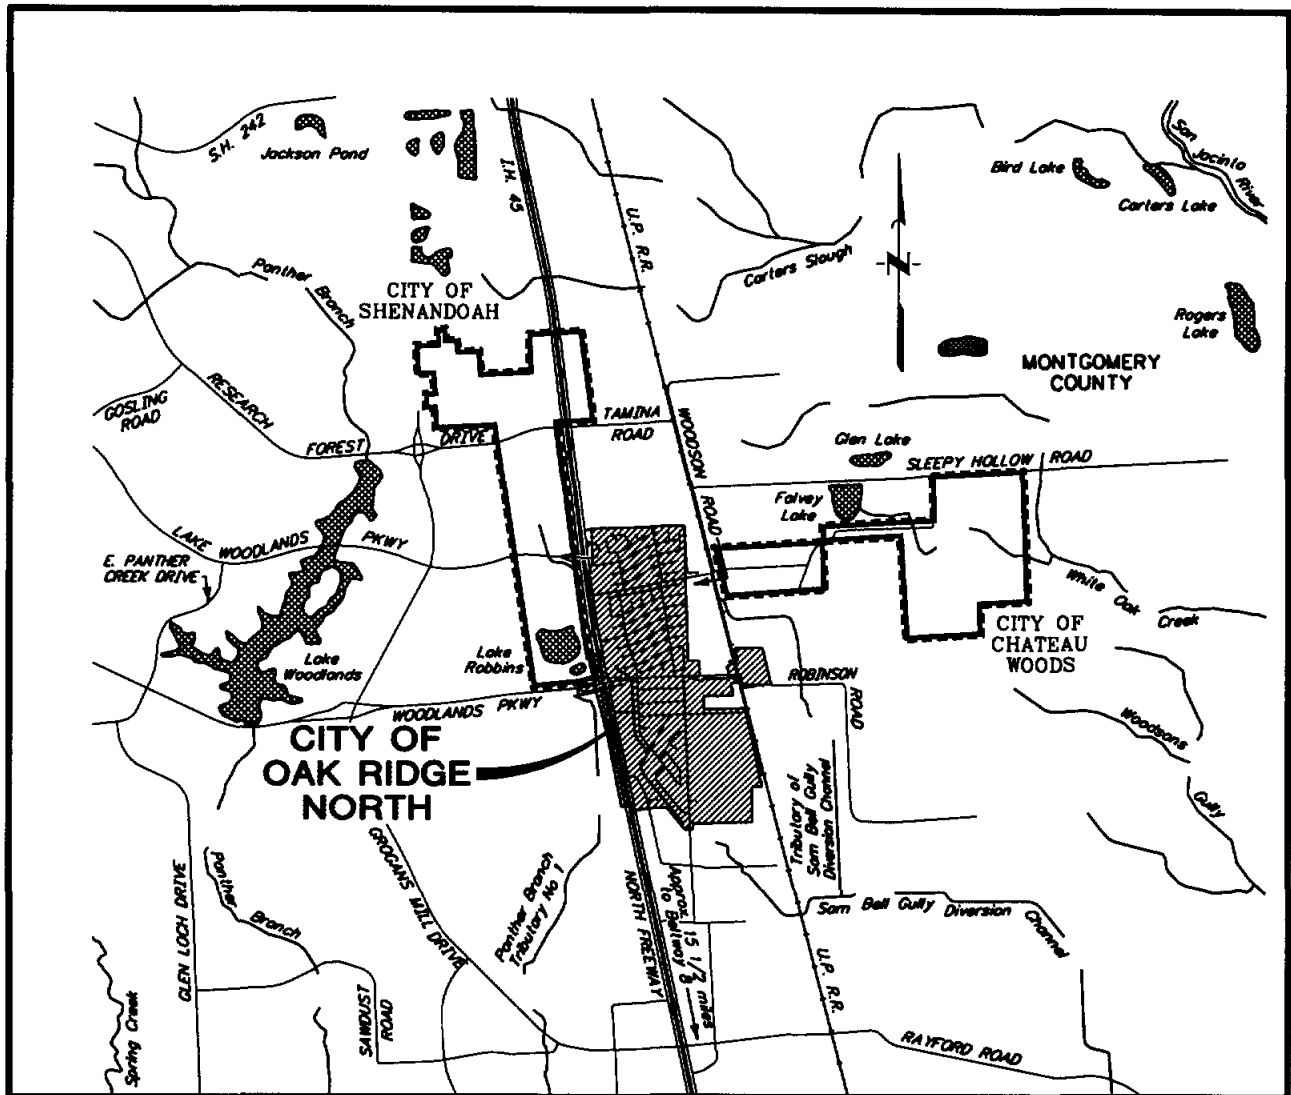 S.H. 242
Jackson Pond
I.H. 45
U.P. R.R.
San
Jacinto
River
Bird Lake
Carters Lake
Carters Slough
N
Panther
Branch
CITY OF
SHENANDOAH
Rogers
Lake
MONTGOMERY
COUNTY
GOSLING
ROAD
RESEARCH
FOREST
DRIVE
TAMINA
ROAD
WOODSON
ROAD
Glen Lake
SLEEPY HOLLOW ROAD
Falvey
Lake
LAKE WOODLANDS PKWY
E. PANTHER
CREEK DRIVE
White Oak
Creek
CITY OF
CHATEAU
WOODS
Lake
Woodlands
Lake
Robbins
ROBINSON
ROAD
WOODLANDS PKWY
Woodsons
Gully
CITY OF
OAK RIDGE
NORTH
Tributary of
Sam Bell Gully
Diversion Channel
GLEN LOCH DRIVE
Panther
Branch
GROGANS MILL DRIVE
Panther Branch
Tributary No 1
NORTH FREEWAY
Approx. 15 1/2 miles
to Beltway 8
Sam Bell Gully Diversion Channel
U.P. R.R.
Spring Creek
SAWDUST
ROAD
RAYFORD ROAD